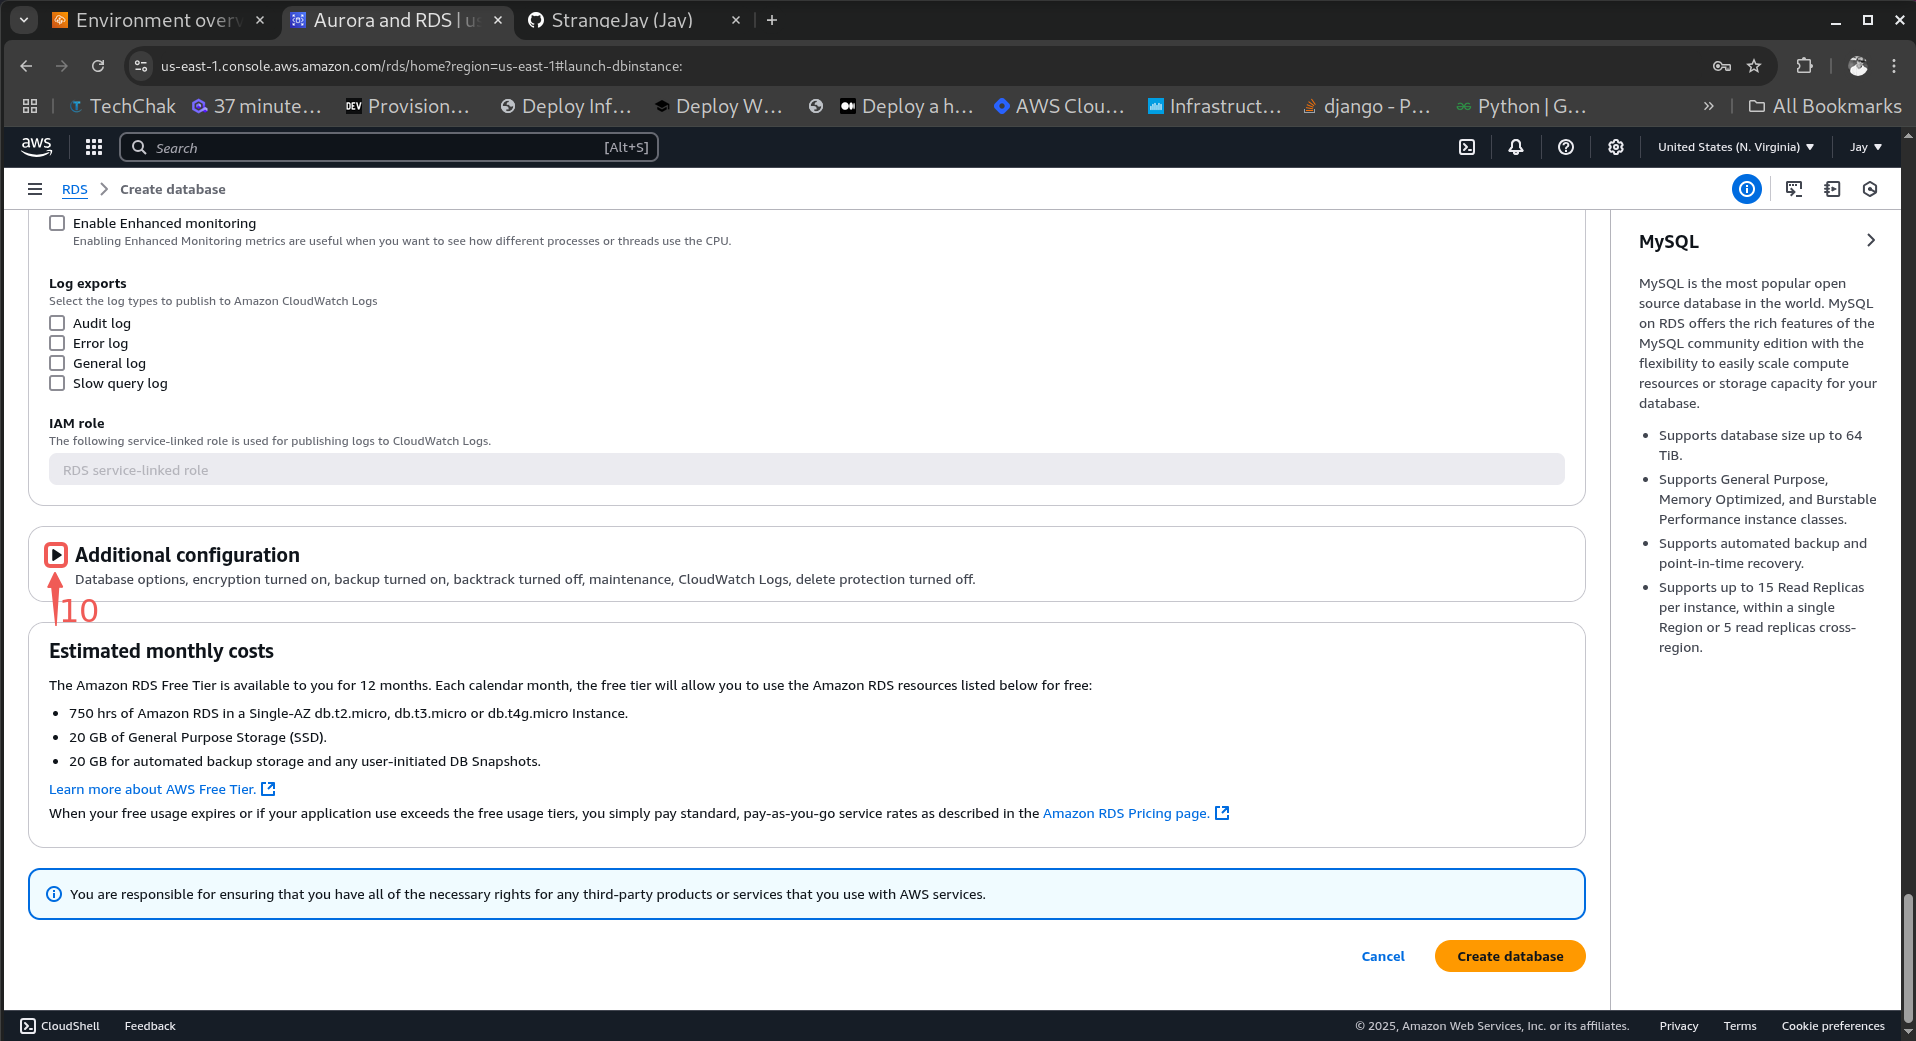 Environment over
Aurora and RDS | us
StrangeJay (Jay)
us-east-1.console.aws.amazon.com/rds/home?region=us-east-1#launch-dbinstance:
TechChak
37 minute...
DEV Provision...
Deploy Inf...
Deploy W...
Deploy a h...
AWS Clou...
Infrastruct...
django - P...
Python | G...
» All Bookmarks
aws
Search [Alt+S]
United States (N. Virginia)
Jay
RDS > Create database
Enable Enhanced monitoring
Enabling Enhanced Monitoring metrics are useful when you want to see how different processes or threads use the CPU.
Log exports
Select the log types to publish to Amazon CloudWatch Logs
Audit log
Error log
General log
Slow query log
IAM role
The following service-linked role is used for publishing logs to CloudWatch Logs.
RDS service-linked role
Additional configuration
Database options, encryption turned on, backup turned on, backtrack turned off, maintenance, CloudWatch Logs, delete protection turned off.
10
Estimated monthly costs
The Amazon RDS Free Tier is available to you for 12 months. Each calendar month, the free tier will allow you to use the Amazon RDS resources listed below for free:
• 750 hrs of Amazon RDS in a Single-AZ db.t2.micro, db.t3.micro or db.t4g.micro Instance.
• 20 GB of General Purpose Storage (SSD).
• 20 GB for automated backup storage and any user-initiated DB Snapshots.
Learn more about AWS Free Tier.
When your free usage expires or if your application use exceeds the free usage tiers, you simply pay standard, pay-as-you-go service rates as described in the Amazon RDS Pricing page.
You are responsible for ensuring that you have all of the necessary rights for any third-party products or services that you use with AWS services.
Cancel
Create database
MySQL
MySQL is the most popular open
source database in the world. MySQL
on RDS offers the rich features of the
MySQL community edition with the
flexibility to easily scale compute
resources or storage capacity for your
database.
• Supports database size up to 64
TiB.
• Supports General Purpose,
Memory Optimized, and Burstable
Performance instance classes.
• Supports automated backup and
point-in-time recovery.
• Supports up to 15 Read Replicas
per instance, within a single
Region or 5 read replicas cross-
region.
CloudShell
Feedback
© 2025, Amazon Web Services, Inc. or its affiliates.
Privacy
Terms
Cookie preferences